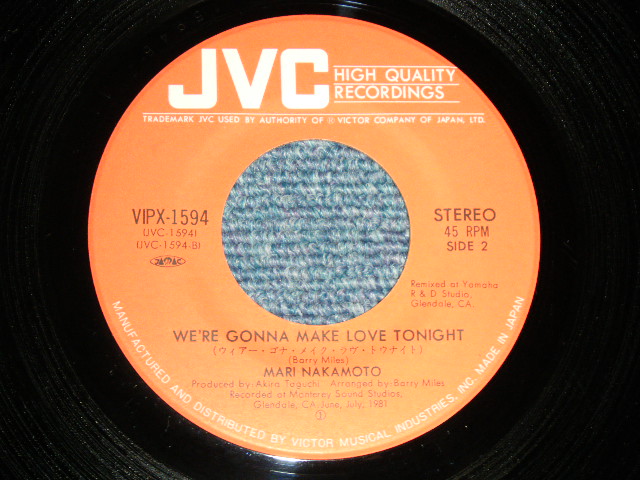 JVC
HIGH QUALITY
RECORDINGS
TRADEMARK JVC USED BY AUTHORITY OF Ⓟ VICTOR COMPANY OF JAPAN, LTD.
VIPX-1594
(JVC-1594)
(JVC-1594-B)
JASRAC
STEREO
45 RPM
SIDE 2
Remixed at Yamaha
R & D Studio,
Glendale, CA.
WE'RE GONNA MAKE LOVE TONIGHT
(ウィアー・ゴナ・メイク・ラヴ・トゥナイト)
(Barry Miles)
MARI NAKAMOTO
Produced by-Akira Taguchi Arranged by-Barry Miles
Recorded at Monterey Sound Studios,
Glendale, CA June, July, 1981
①
MANUFACTURED AND DISTRIBUTED BY VICTOR MUSICAL INDUSTRIES, INC. MADE IN JAPAN